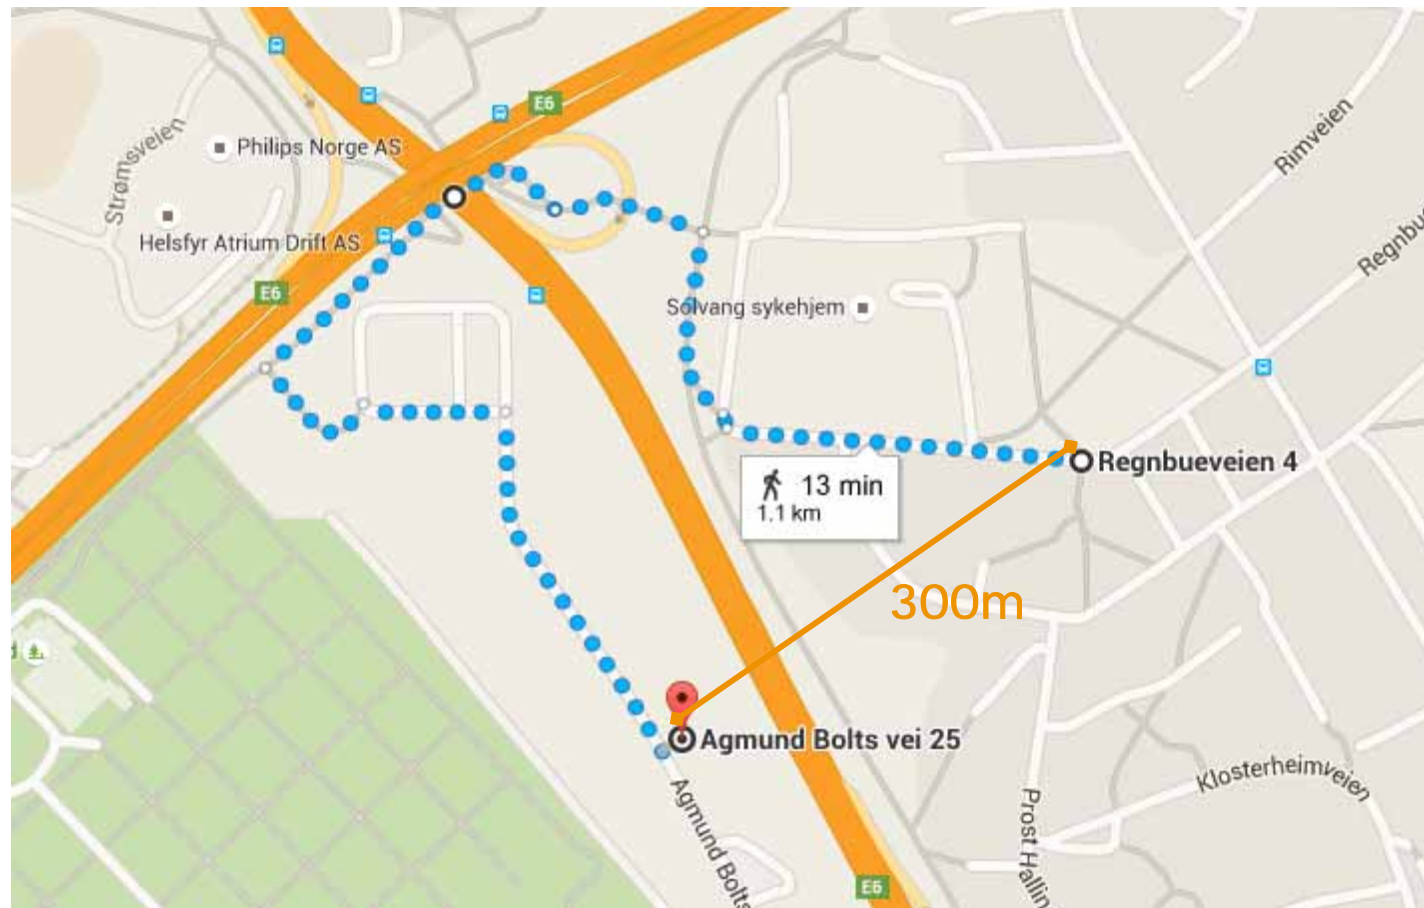 E6
Strømsveien
Philips Norge AS
Rimveien
Helsfyr Atrium Drift AS
Regnbu
E6
Solvang sykehjem
Regnbueveien 4
13 min
1.1 km
300m
Agmund Bolts vei 25
Klosterheimveien
Agmund Bolts
Prost Hallin
E6